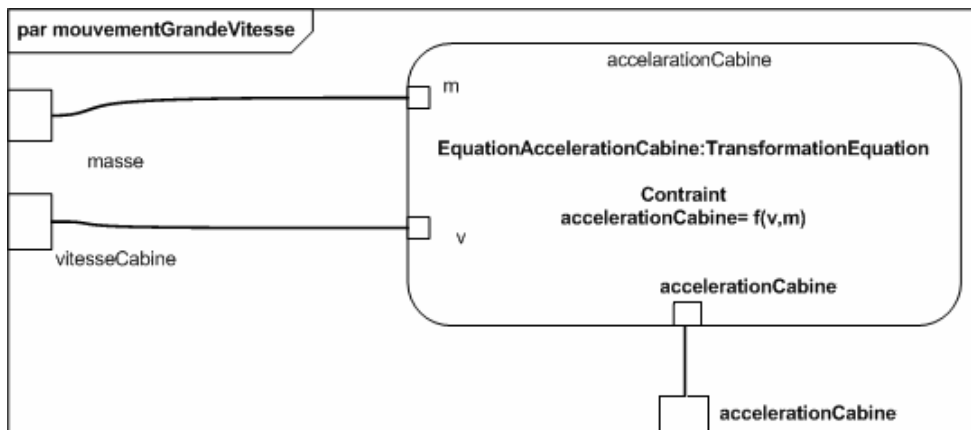 par mouvementGrandeVitesse
accelarationCabine
m
masse
EquationAccelerationCabine:TransformationEquation
Contraint
accelerationCabine= f(v,m)
v
vitesseCabine
accelerationCabine
accelerationCabine